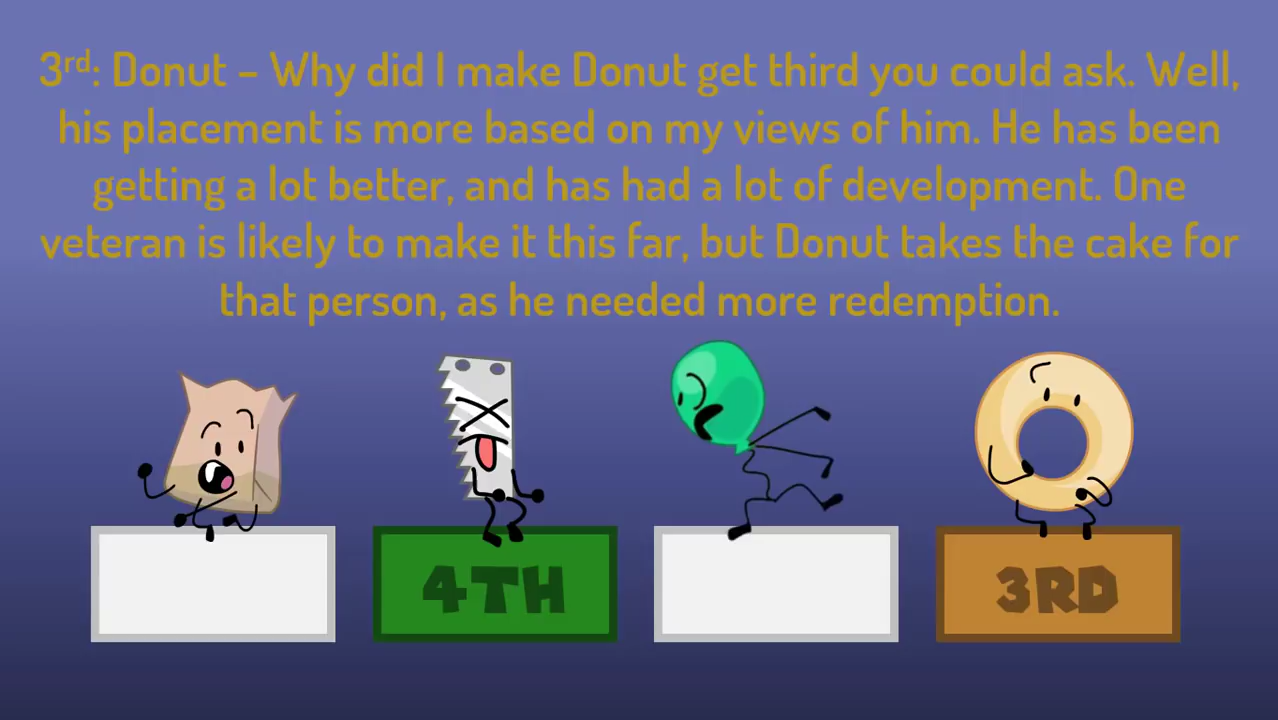 3rd: Donut – Why did I make Donut get third you could ask. Well,
his placement is more based on my views of him. He has been
getting a lot better, and has had a lot of development. One
veteran is likely to make it this far, but Donut takes the cake for
that person, as he needed more redemption.
4TH
3RD